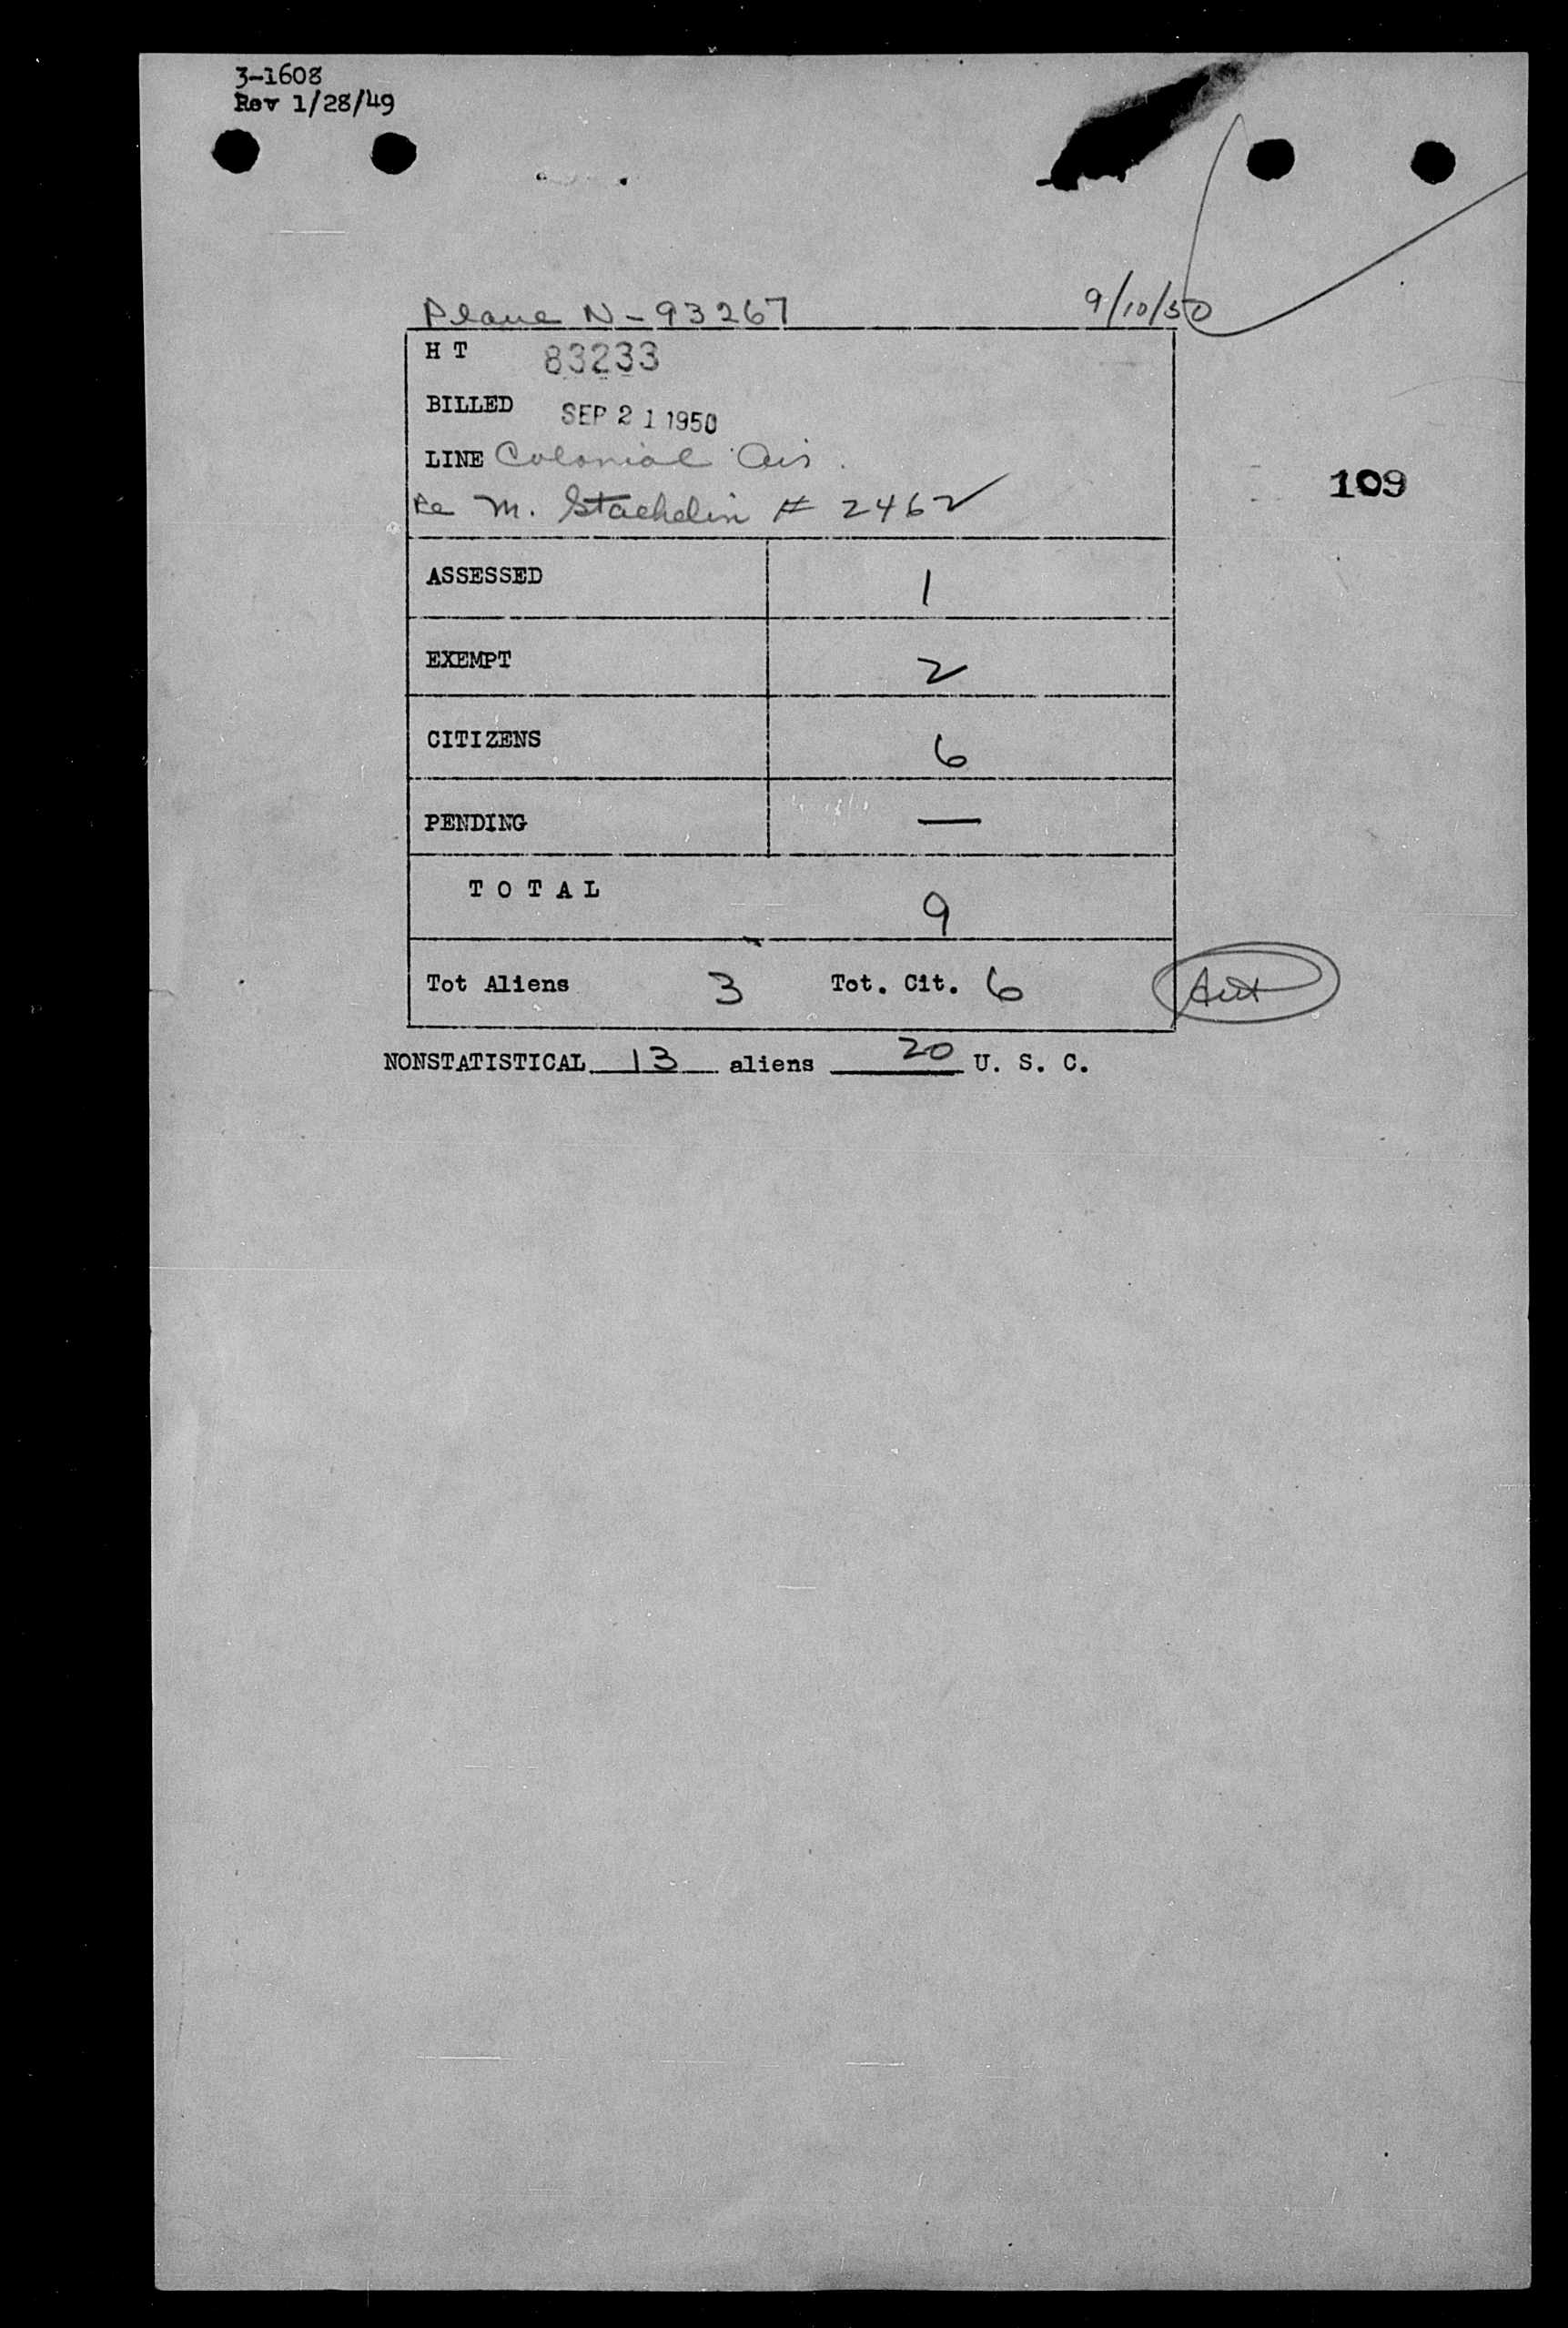 3-1608
Rev 1/28/49
Plane N-93267 9/10/50
H T 83233
BILLED SEP 21 1950
LINE Colonial Air.
Re M. Staehelin # 2462
109
ASSESSED 1
EXEMPT 2
CITIZENS 6
PENDING —
T O T A L 9
Tot Aliens 3 Tot. Cit. 6
NONSTATISTICAL 13 aliens 20 U. S. C.